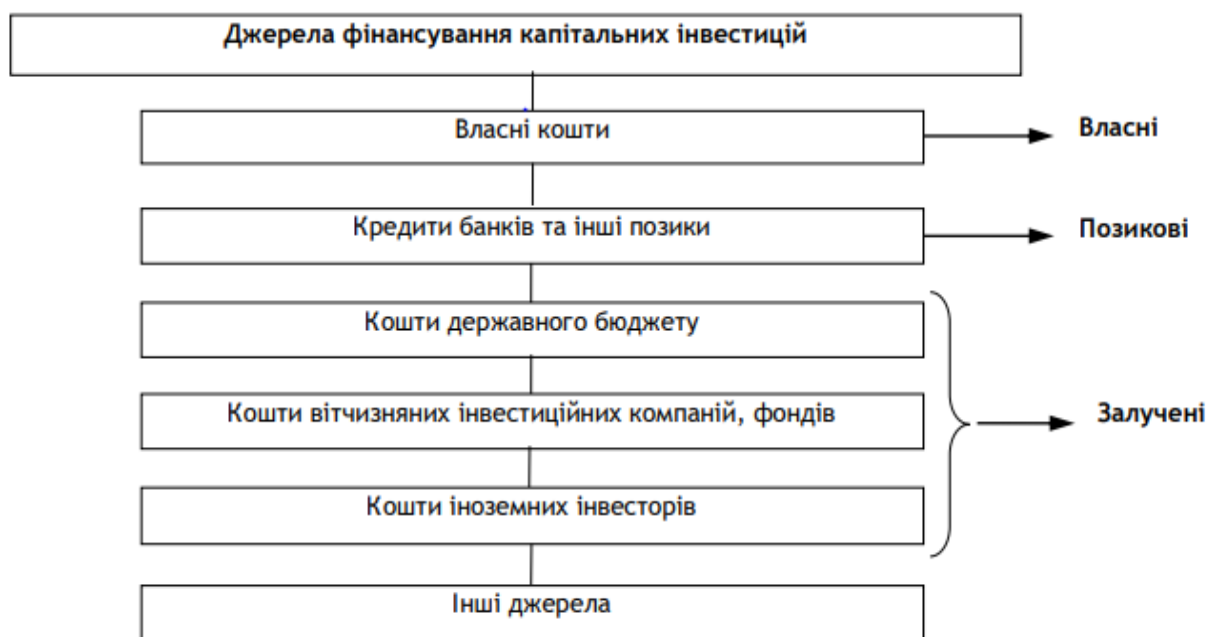 Джерела фінансування капітальних інвестицій
Власні кошти
Власні
Кредити банків та інші позики
Позикові
Кошти державного бюджету
Кошти вітчизняних інвестиційних компаній, фондів
Залучені
Кошти іноземних інвесторів
Інші джерела